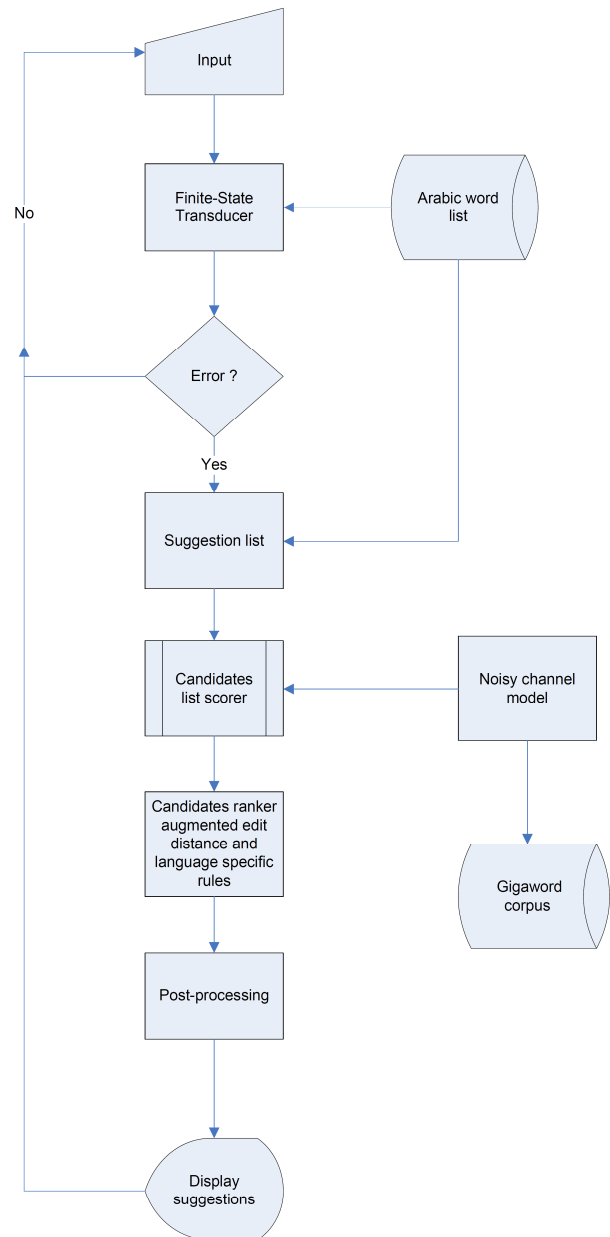 Input
Finite-State
Transducer
Arabic word
list
No
Error ?
Yes
Suggestion list
Candidates
list scorer
Noisy channel
model
Candidates ranker
augmented edit
distance and
language specific
rules
Gigaword
corpus
Post-processing
Display
suggestions